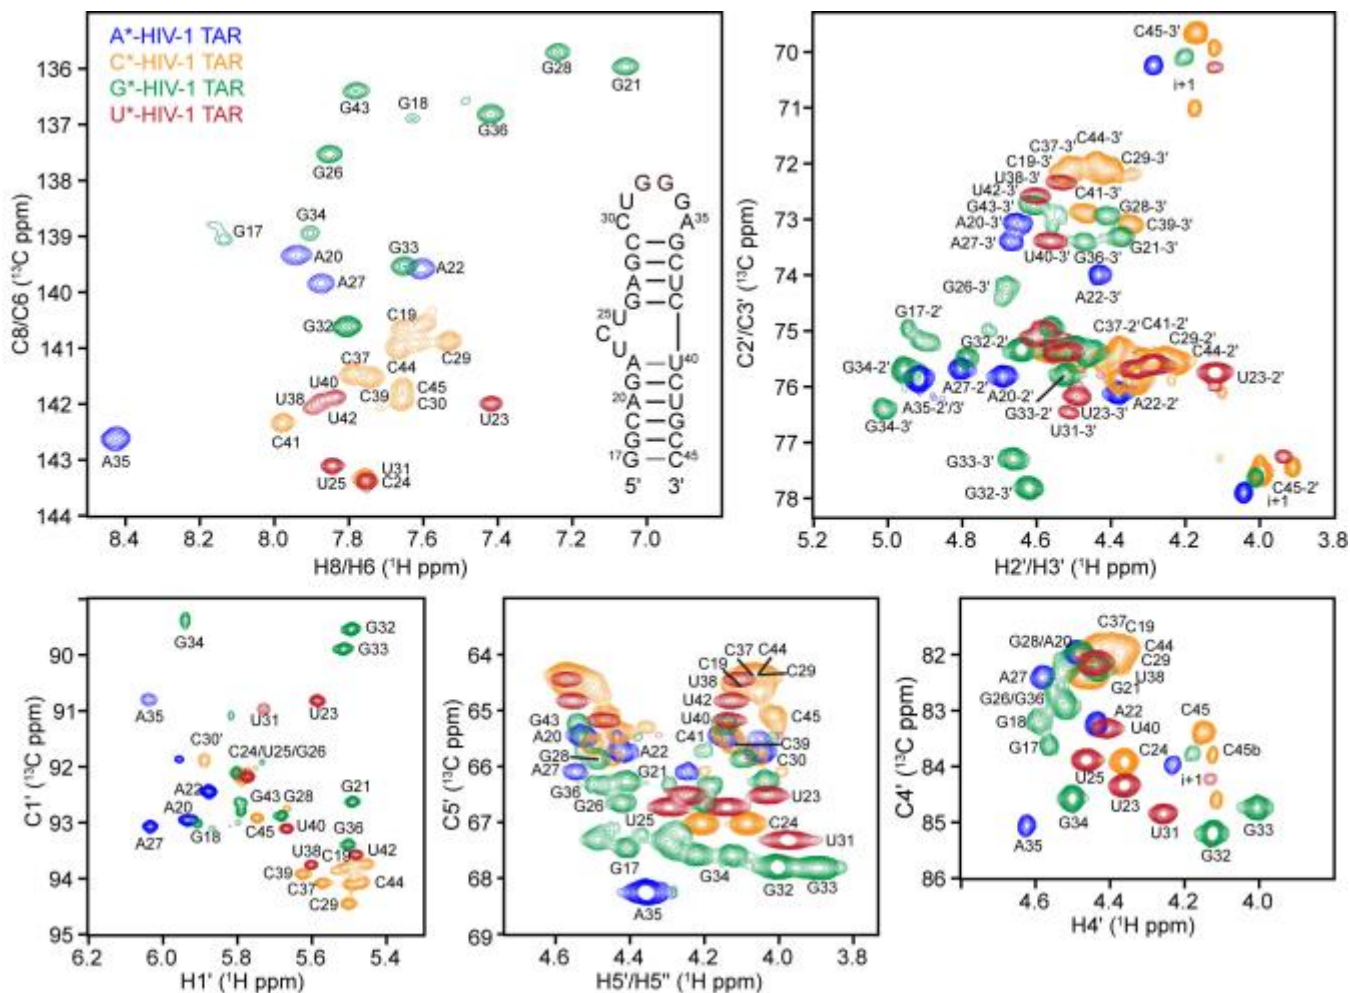 A*-HIV-1 TAR
C*-HIV-1 TAR
G*-HIV-1 TAR
U*-HIV-1 TAR
G28
G21
G43
G18
G36
G26
G17
G34
A20
G33
A22
A27
G32
C19
C29
C37
C44
U40
C39
C45
C30
U38
U42
U23
C41
A35
U31
U25
C24
G G
U G
30 C A 35
C G
G C
A U
G C
25 U
C
U
A U 40
G C
20 A U
C G
G C
17 G C 45
5' 3'
136
137
138
139
140
141
142
143
144
C8/C6 (¹³C ppm)
8.4 8.2 8.0 7.8 7.6 7.4 7.2 7.0
H8/H6 (¹H ppm)
C45-3'
i+1
C37-3' C44-3'
C19-3' C29-3'
U38-3'
U42-3' C41-3'
G43-3' G28-3'
A20-3' C39-3'
A27-3' G21-3'
U40-3' G36-3'
G26-3' A22-3'
G17-2'
C37-2' C41-2'
G32-2' C29-2'
C44-2'
G34-2' U23-2'
A27-2' A20-2'
A35-2'/3' A22-2'
G33-2' U23-3'
G34-3' U31-3'
G33-3'
G32-3' C45-2'
i+1
70
71
72
73
74
75
76
77
78
C2'/C3' (¹³C ppm)
5.2 5.0 4.8 4.6 4.4 4.2 4.0 3.8
H2'/H3' (¹H ppm)
G34 G32
G33
A35 U31 U23
C30'
C24/U25/G26
A22 G21
A20 G43 G28
G18 C45 G36
A27 U40
U38 C19 U42
C39
C37 C44
C29
90
91
92
93
94
95
C1' (¹³C ppm)
6.2 6.0 5.8 5.6 5.4
H1' (¹H ppm)
C37 C44
C19 C29
U38
U42
G43 U40 C45
A20 A22 C41 C39
G28 C30
A27 G21
G36
G26 U23
U25 C24
U31
G17 G34
G32 G33
A35
64
65
66
67
68
69
C5' (¹³C ppm)
4.6 4.4 4.2 4.0 3.8
H5'/H5" (¹H ppm)
C37 C19
G28/A20 C44
C29
A27 U38
G21
G26/G36
A22
G18 U40 C45
G17 C24 C45b
U25 i+1
U23
G34 U31 G33
A35 G32
82
83
84
85
86
C4' (¹³C ppm)
4.6 4.4 4.2 4.0
H4' (¹H ppm)